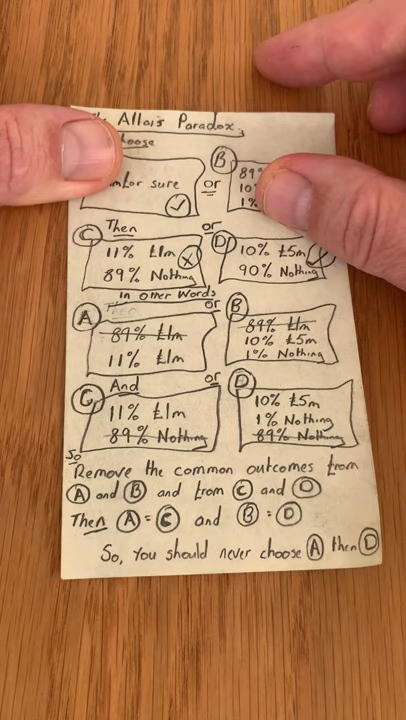 Allais Paradox,
oose
B
89%
1m for sure or 10
1%
Then or
C D
11% £1m 10% £5m
89% Nothing 90% Nothing
in other Words
Then or
A B
89% £1m 89% £1m
11% £1m 10% £5m
1% Nothing
And or
C D
11% £1m 10% £5m
89% Nothing 1% Nothing
89% Nothing
So
Remove the common outcomes from
A and B and from C and D
Then A = C and B = D
So, you should never choose A then D